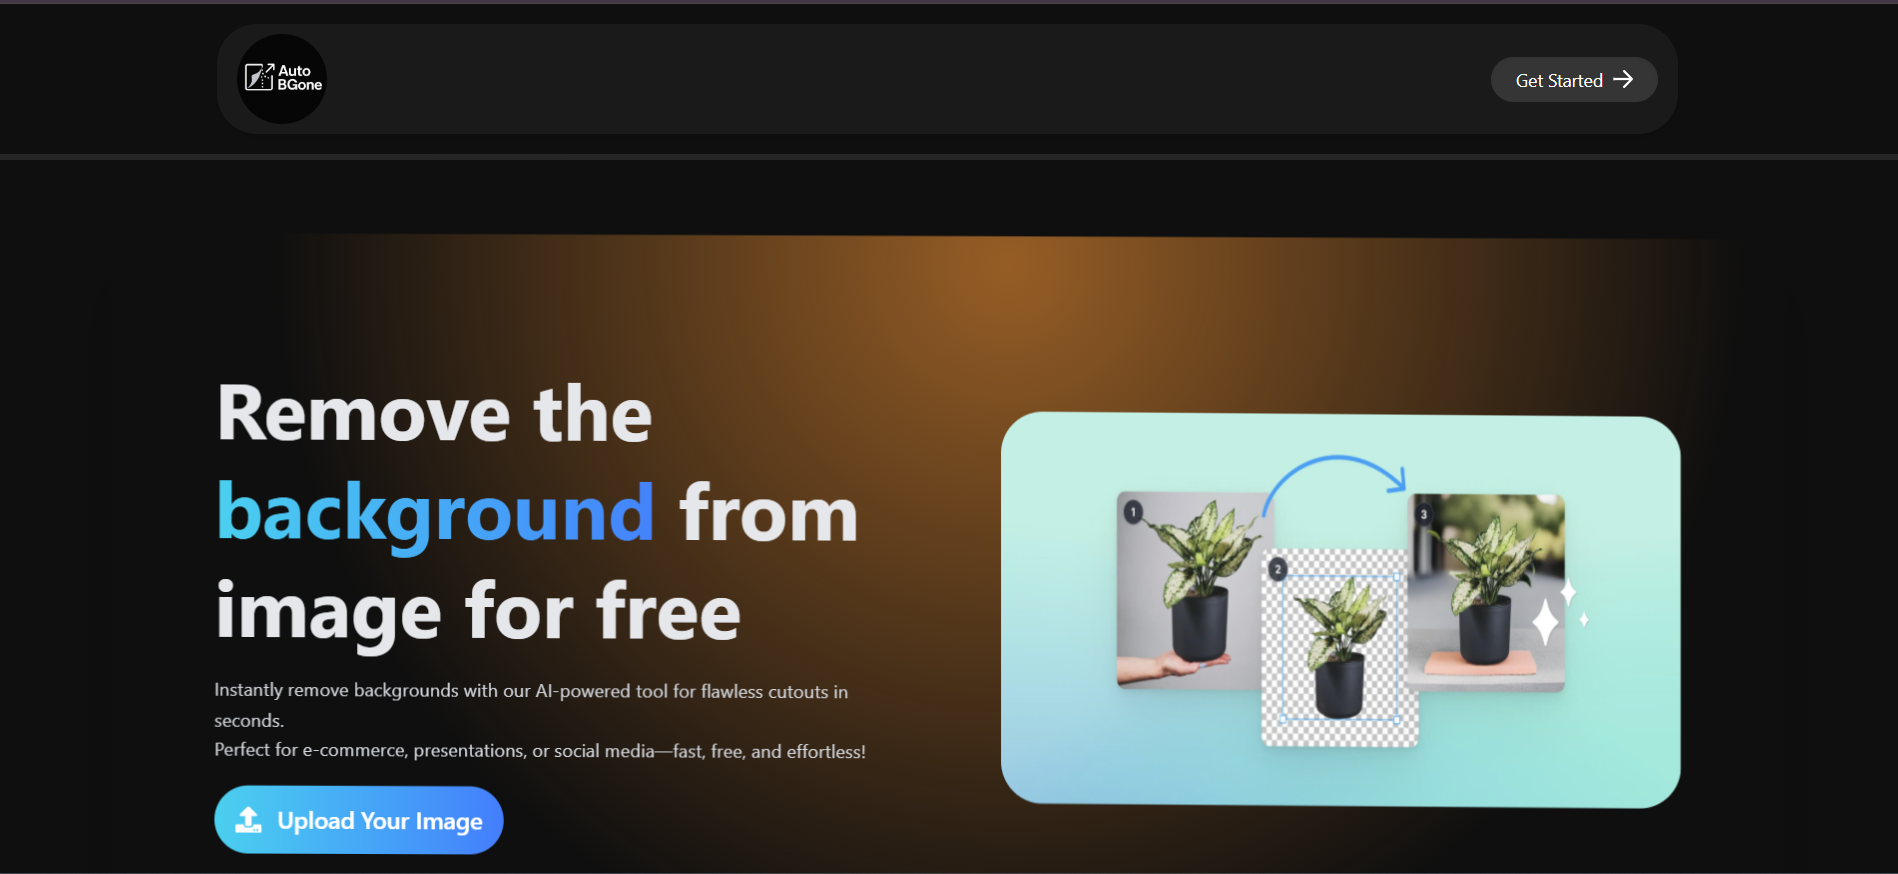 Auto
BGone
Get Started
Remove the
background from
image for free
Instantly remove backgrounds with our AI-powered tool for flawless cutouts in
seconds.
Perfect for e-commerce, presentations, or social media—fast, free, and effortless!
Upload Your Image
1
2
3